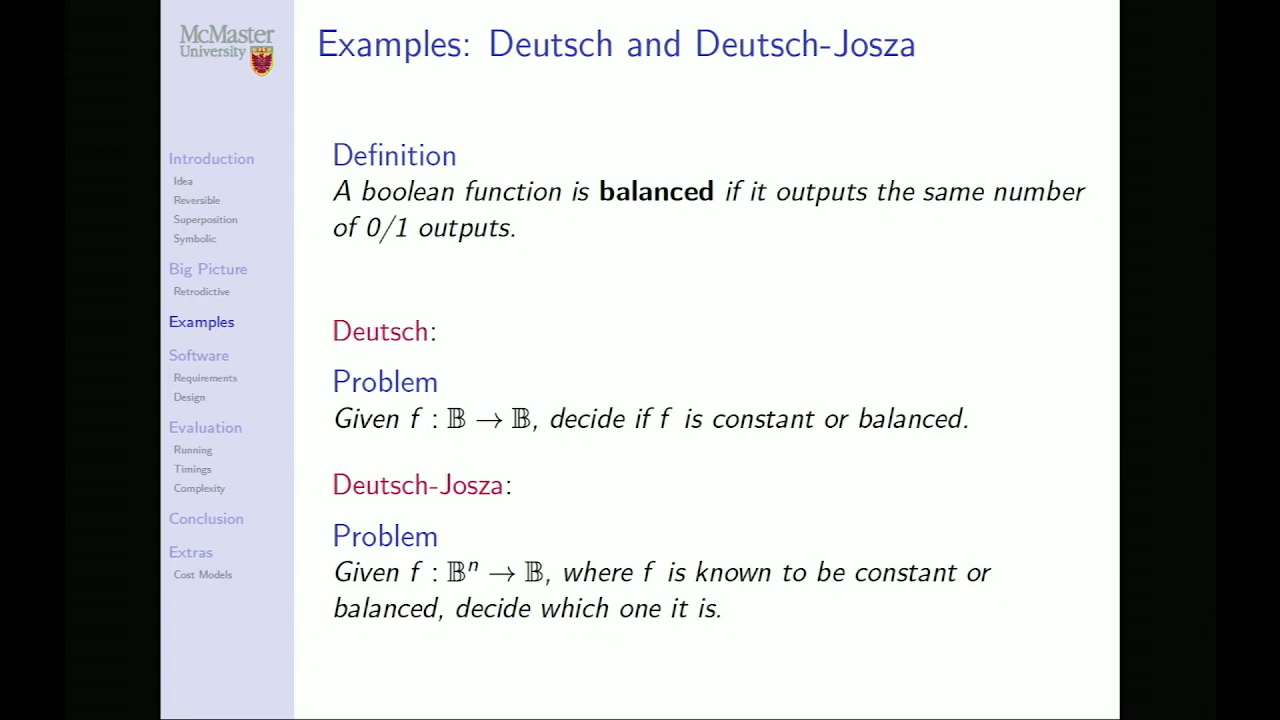 McMaster
University
Examples: Deutsch and Deutsch-Josza
Introduction
Idea
Reversible
Superposition
Symbolic
Big Picture
Retrodictive
Examples
Software
Requirements
Design
Evaluation
Running
Timings
Complexity
Conclusion
Extras
Cost Models
Definition
A boolean function is balanced if it outputs the same number
of 0/1 outputs.
Deutsch:
Problem
Given f : 𝔹 → 𝔹, decide if f is constant or balanced.
Deutsch-Josza:
Problem
Given f : 𝔹ⁿ → 𝔹, where f is known to be constant or
balanced, decide which one it is.